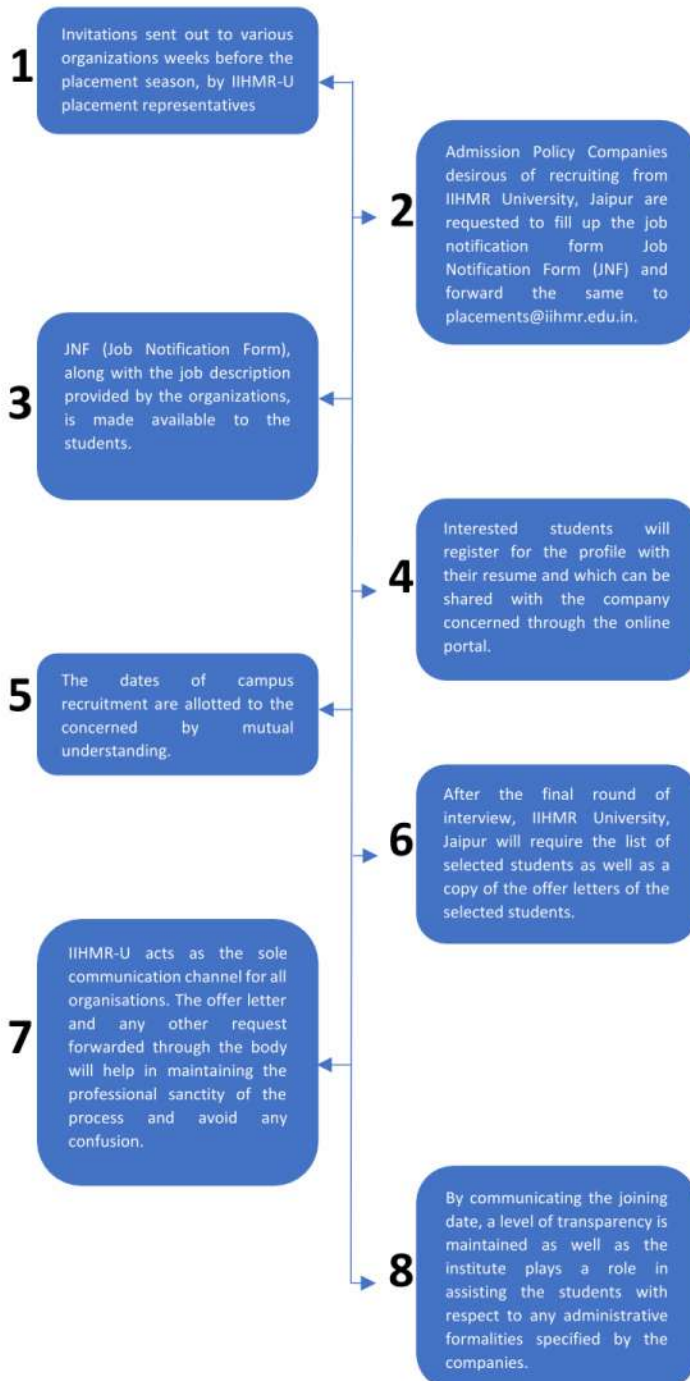 1
Invitations sent out to various
organizations weeks before the
placement season, by IIHMR-U
placement representatives
2
Admission Policy Companies
desirous of recruiting from
IIHMR University, Jaipur are
requested to fill up the job
notification form Job
Notification Form (JNF) and
forward the same to
placements@iihmr.edu.in.
3
JNF (Job Notification Form),
along with the job description
provided by the organizations,
is made available to the
students.
4
Interested students will
register for the profile with
their resume and which can be
shared with the company
concerned through the online
portal.
5
The dates of campus
recruitment are allotted to the
concerned by mutual
understanding.
6
After the final round of
interview, IIHMR University,
Jaipur will require the list of
selected students as well as a
copy of the offer letters of the
selected students.
7
IIHMR-U acts as the sole
communication channel for all
organisations. The offer letter
and any other request
forwarded through the body
will help in maintaining the
professional sanctity of the
process and avoid any
confusion.
8
By communicating the joining
date, a level of transparency is
maintained as well as the
institute plays a role in
assisting the students with
respect to any administrative
formalities specified by the
companies.